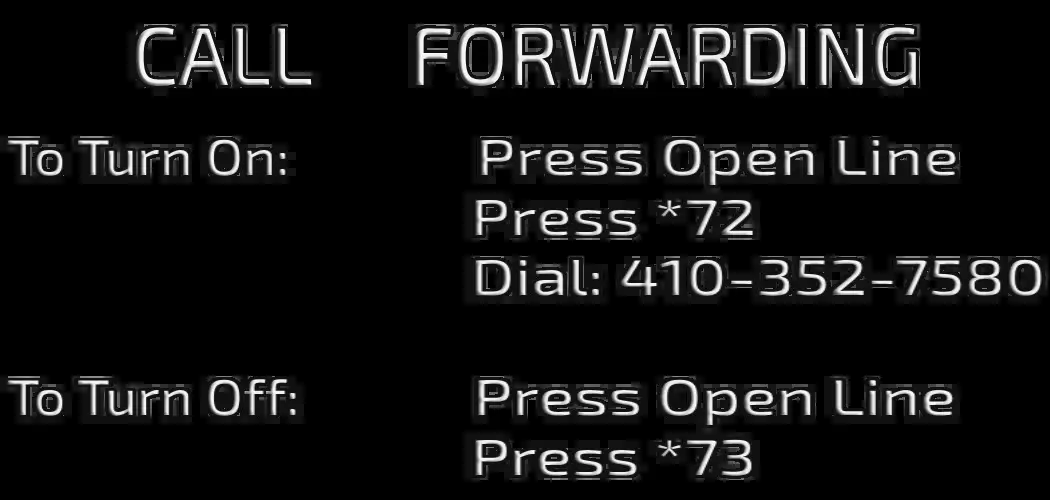 CALL FORWARDING
To Turn On: Press Open Line
Press *72
Dial: 410-352-7580
To Turn Off: Press Open Line
Press *73